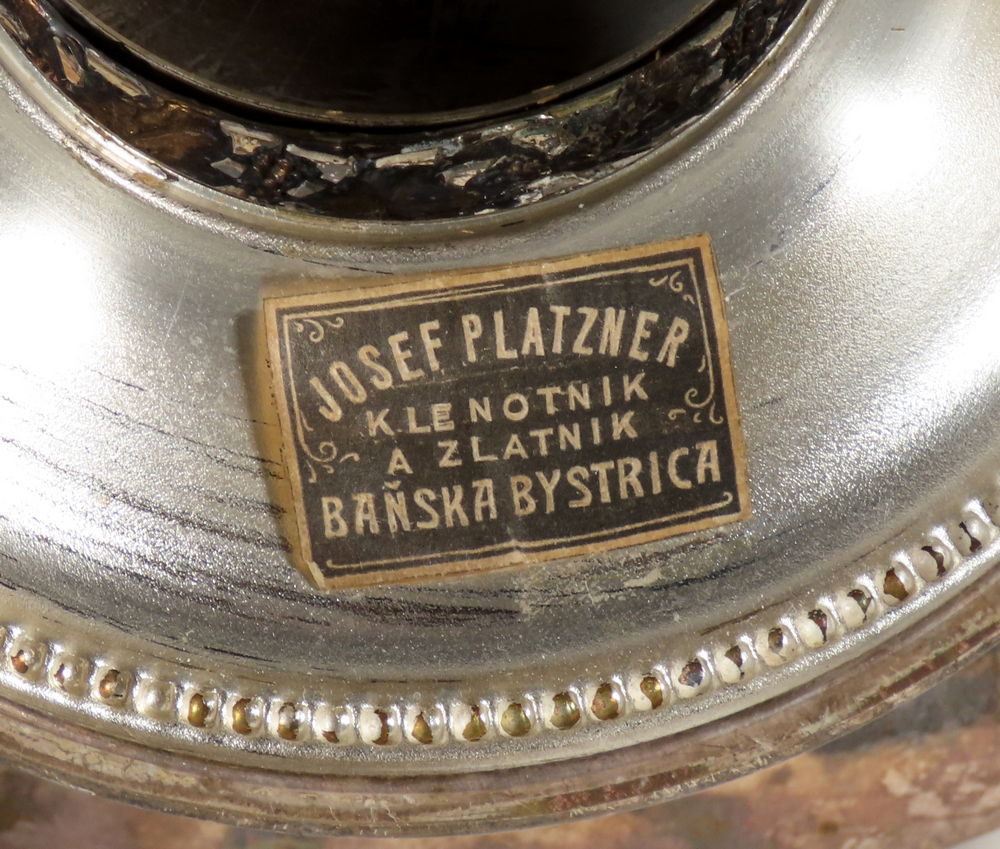 JOSEF PLATZNER
KLENOTNIK
A ZLATNIK
BAŇSKA BYSTRICA